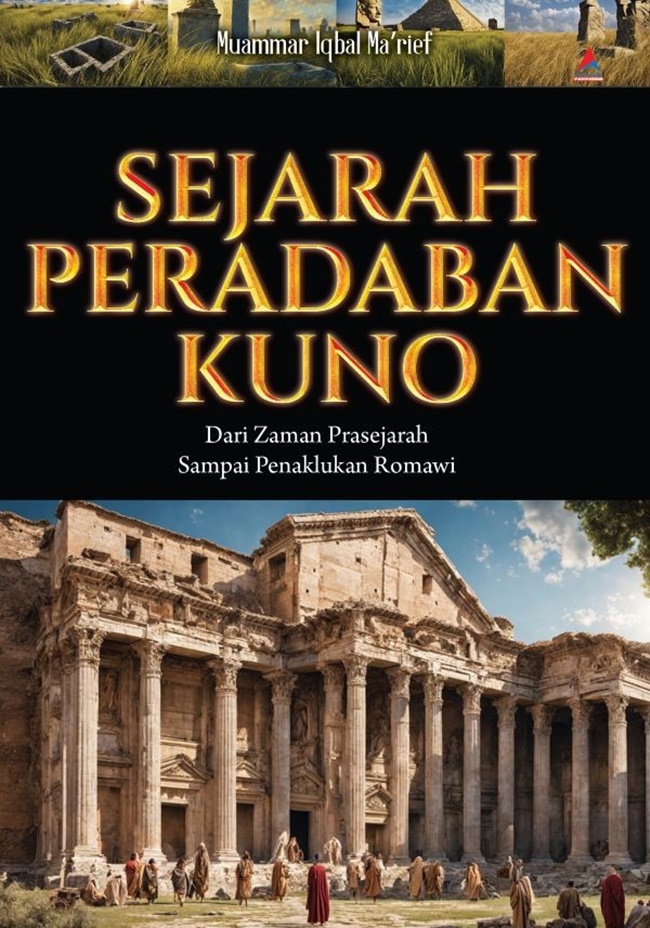 Muammar Iqbal Ma'rief
SEJARAH
PERADABAN
KUNO
Dari Zaman Prasejarah
Sampai Penaklukan Romawi